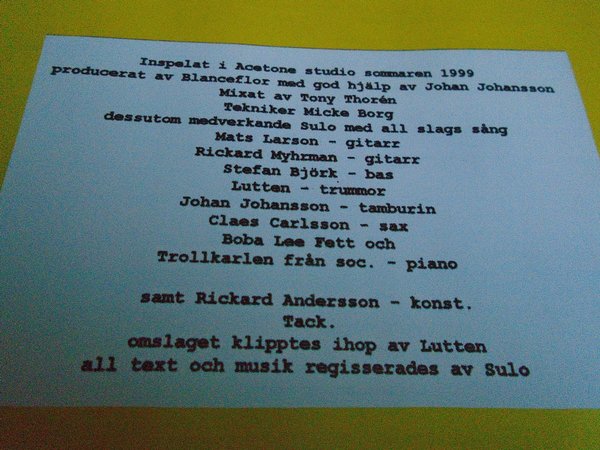 Inspelat i Acetone studio sommaren 1999
producerat av Blanceflor med god hjälp av Johan Johansson
Mixat av Tony Thorén
Tekniker Micke Borg
dessutom medverkande Sulo med all slags sång
Mats Larson - gitarr
Rickard Myhrman - gitarr
Stefan Björk - bas
Lutten - trummor
Johan Johansson - tamburin
Claes Carlsson - sax
Boba Lee Fett och
Trollkarlen från soc. - piano
samt Rickard Andersson - konst.
Tack.
omslaget klipptes ihop av Lutten
all text och musik regisserades av Sulo